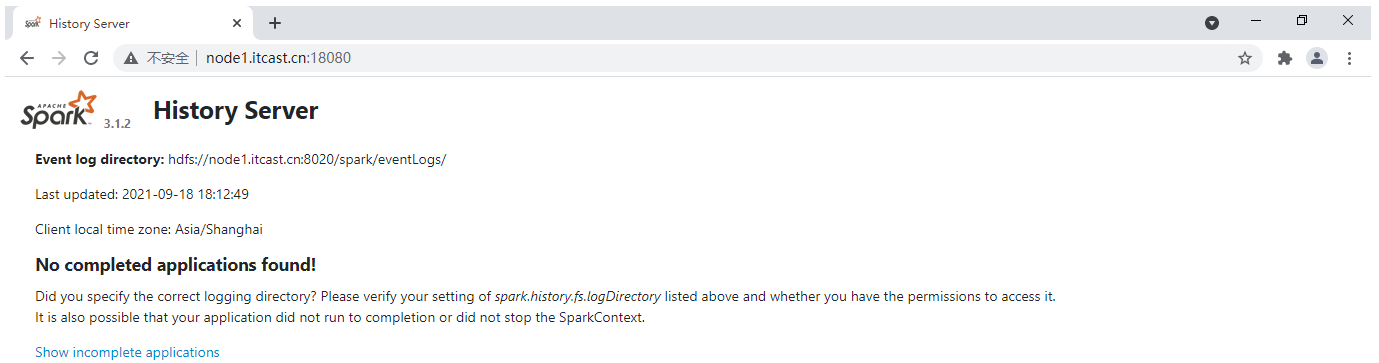 History Server
不安全 node1.itcast.cn:18080
APACHE
Spark 3.1.2 History Server
Event log directory: hdfs://node1.itcast.cn:8020/spark/eventLogs/
Last updated: 2021-09-18 18:12:49
Client local time zone: Asia/Shanghai
No completed applications found!
Did you specify the correct logging directory? Please verify your setting of spark.history.fs.logDirectory listed above and whether you have the permissions to access it.
It is also possible that your application did not run to completion or did not stop the SparkContext.
Show incomplete applications